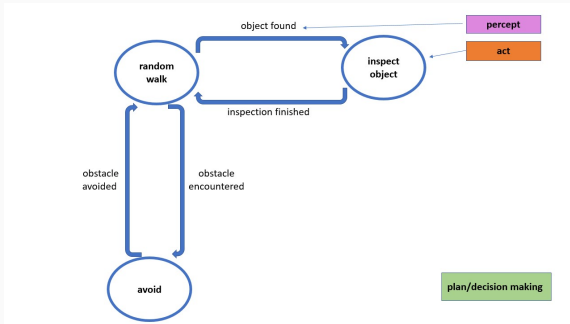 object found
percept
act
random
walk
inspect
object
inspection finished
obstacle
avoided
obstacle
encountered
avoid
plan/decision making